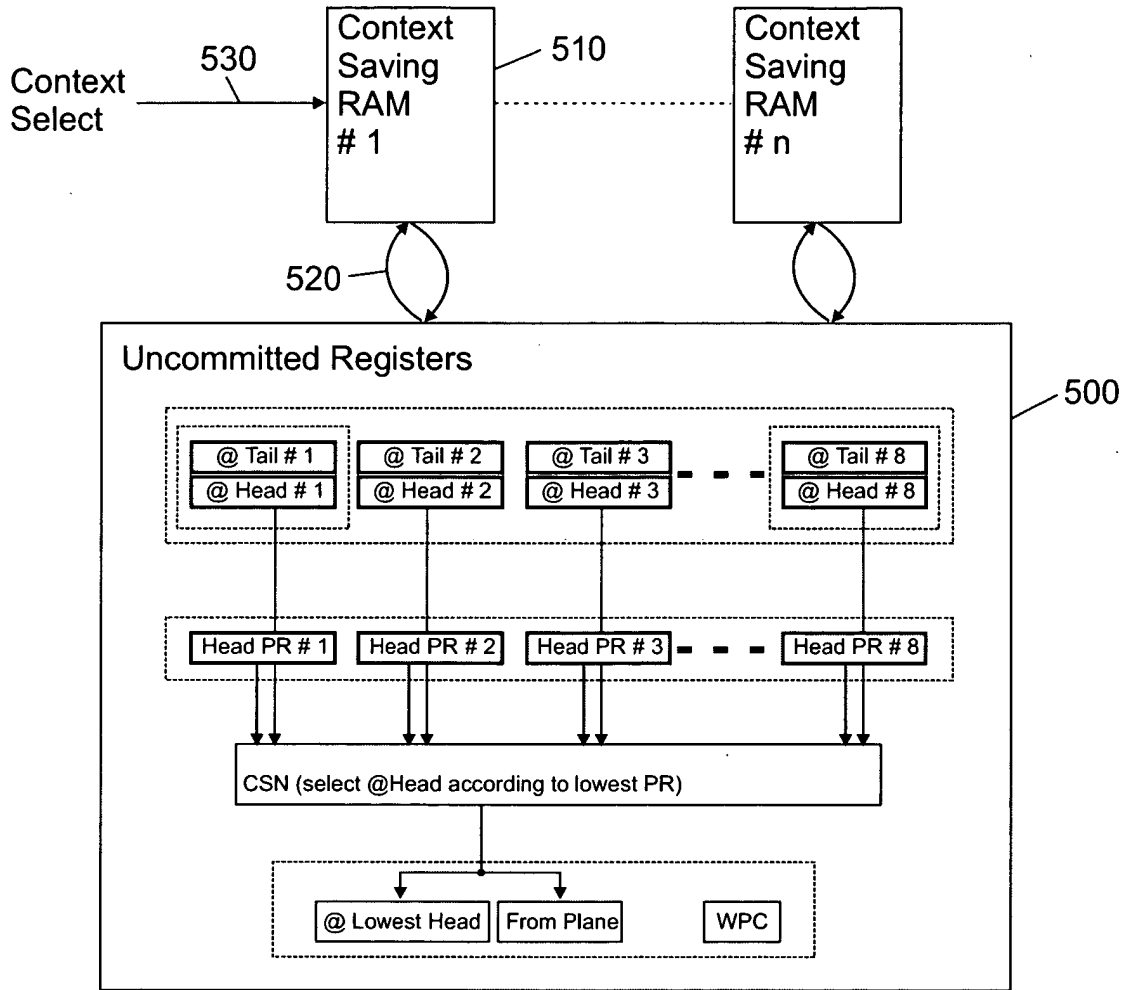 Context
Saving
RAM
# 1
Context
Saving
RAM
# n
510
530
Context
Select
520
Uncommitted Registers
500
@ Tail # 1
@ Tail # 2
@ Tail # 3
@ Tail # 8
@ Head # 1
@ Head # 2
@ Head # 3
@ Head # 8
Head PR # 1
Head PR # 2
Head PR # 3
Head PR # 8
CSN (select @Head according to lowest PR)
@ Lowest Head
From Plane
WPC